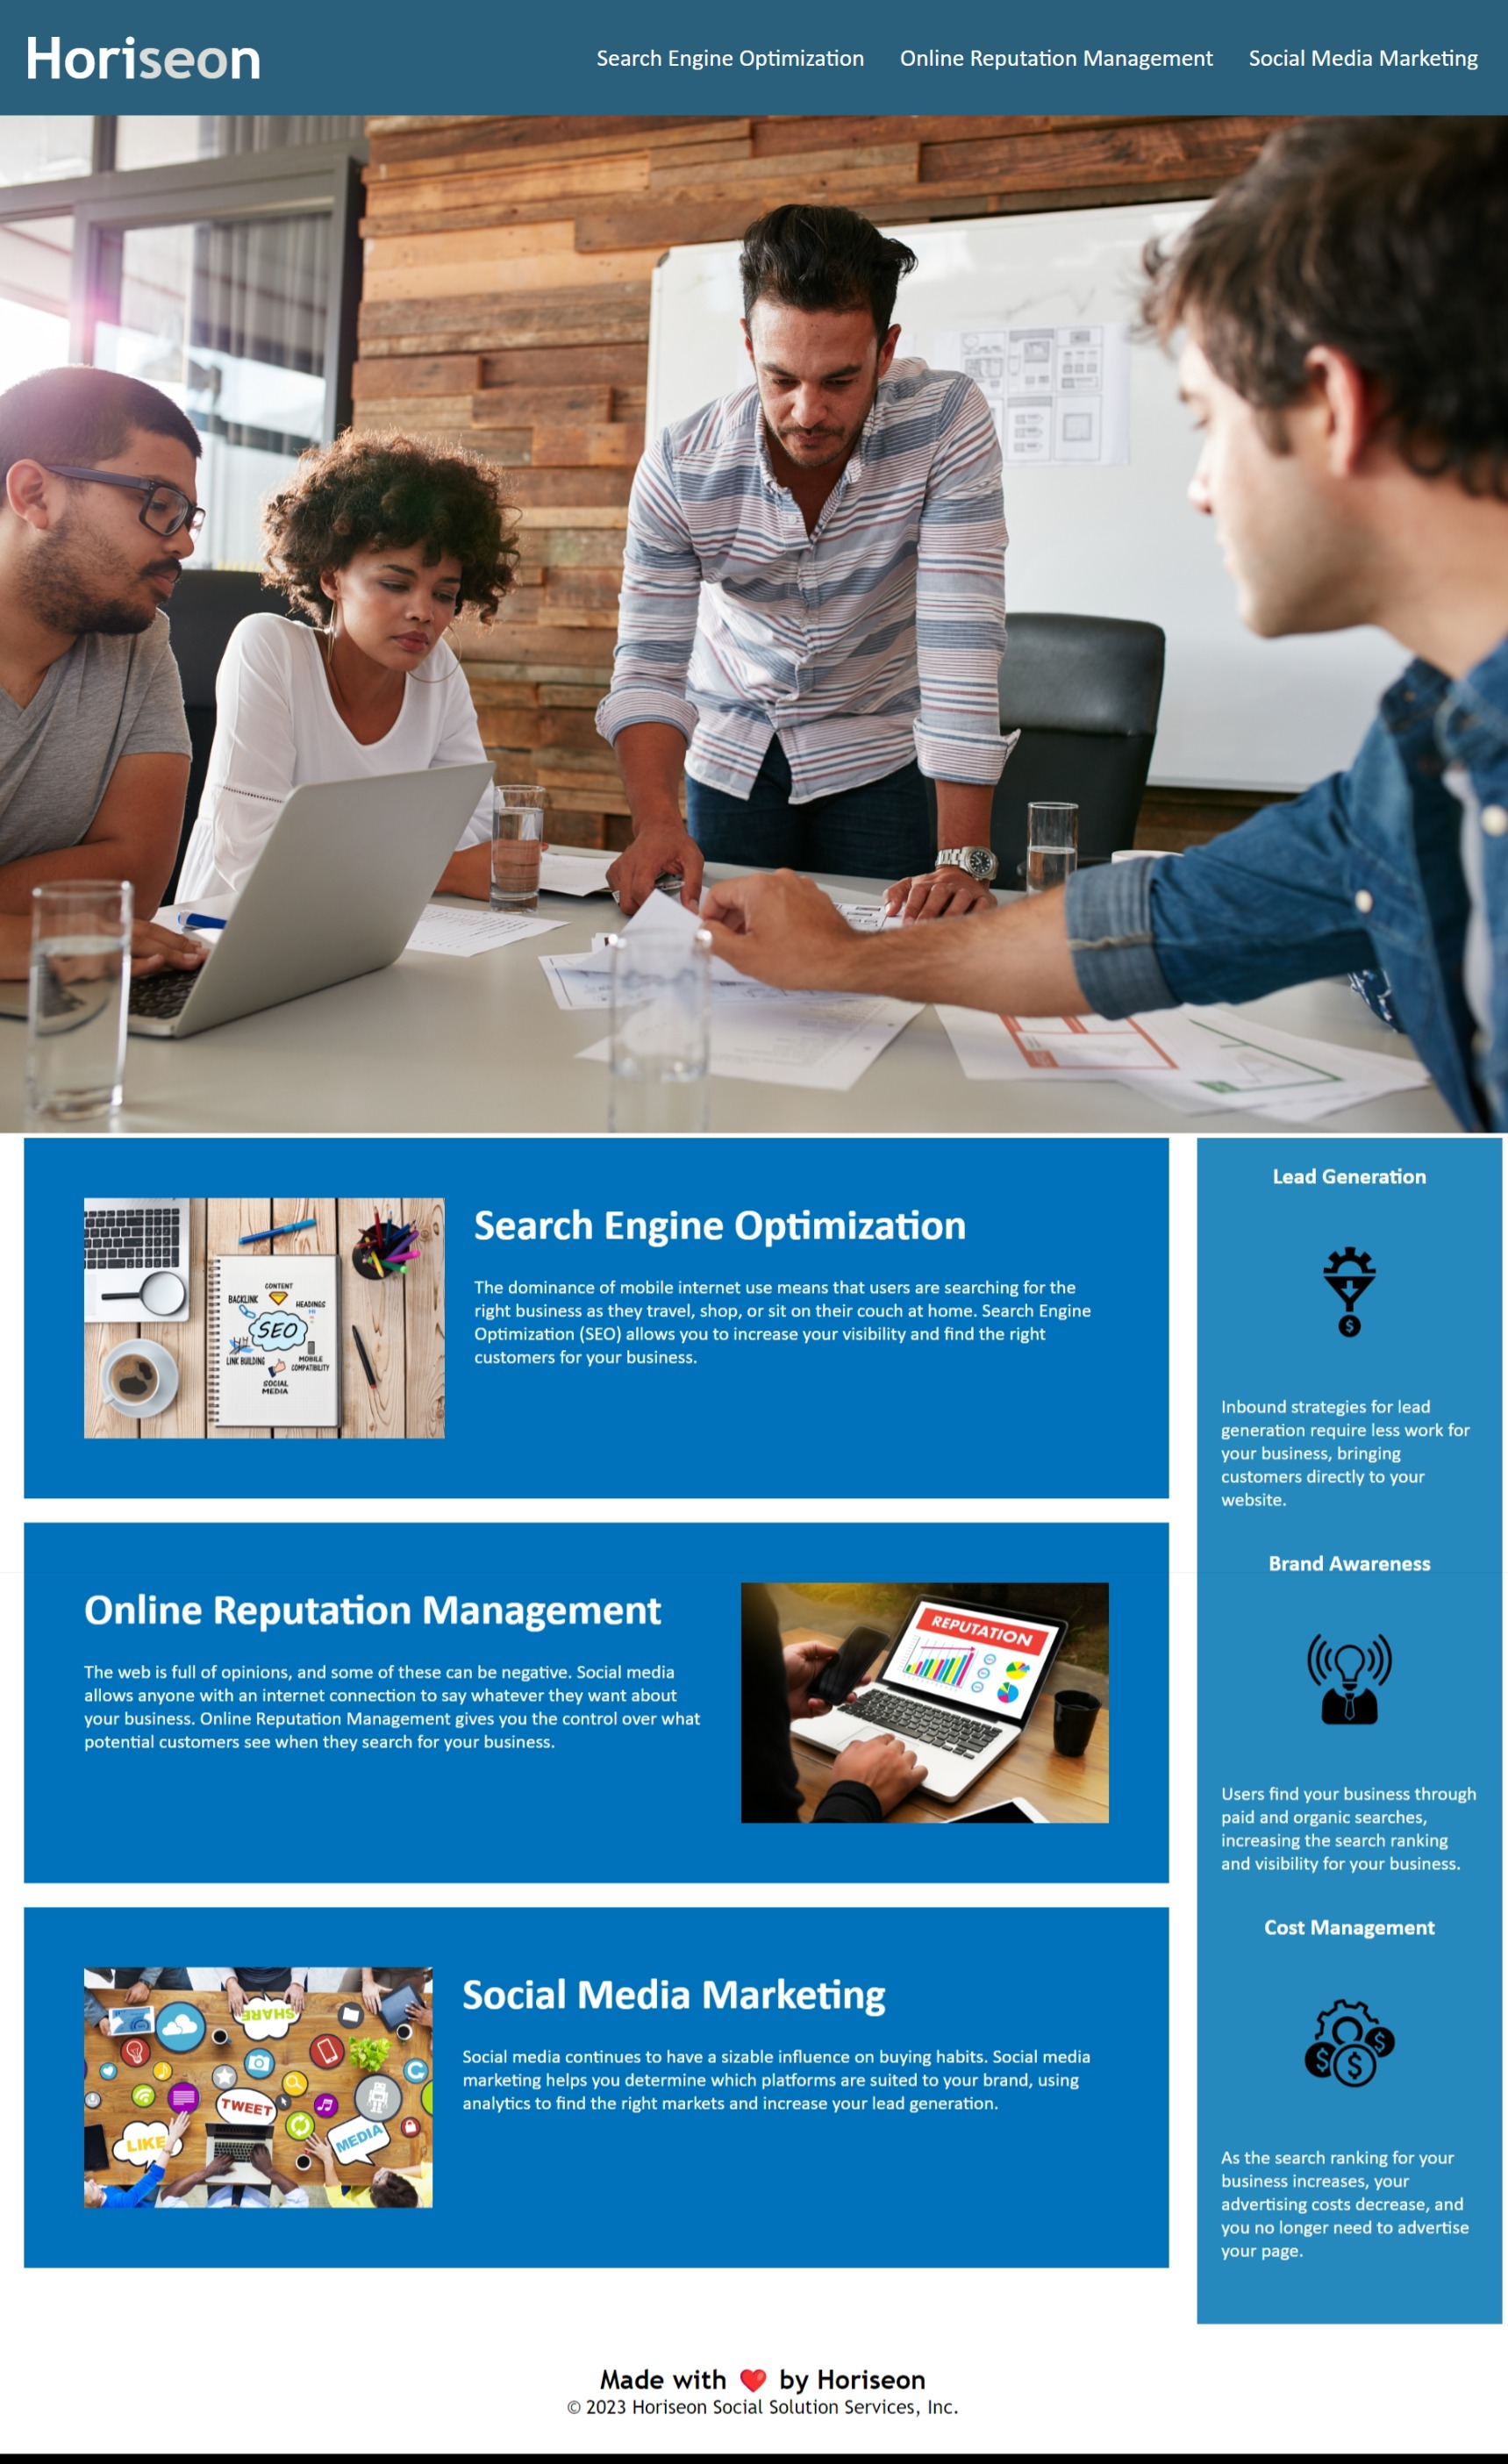 Horiseon
Search Engine Optimization
Online Reputation Management
Social Media Marketing
CONTENT
BACKLINK
HEADINGS
SEO
LINK BUILDING
MOBILE
COMPATIBILITY
SOCIAL
MEDIA
Search Engine Optimization
The dominance of mobile internet use means that users are searching for the
right business as they travel, shop, or sit on their couch at home. Search Engine
Optimization (SEO) allows you to increase your visibility and find the right
customers for your business.
Online Reputation Management
The web is full of opinions, and some of these can be negative. Social media
allows anyone with an internet connection to say whatever they want about
your business. Online Reputation Management gives you the control over what
potential customers see when they search for your business.
REPUTATION
SHARE
TWEET
LIKE
MEDIA
Social Media Marketing
Social media continues to have a sizable influence on buying habits. Social media
marketing helps you determine which platforms are suited to your brand, using
analytics to find the right markets and increase your lead generation.
Lead Generation
$
Inbound strategies for lead
generation require less work for
your business, bringing
customers directly to your
website.
Brand Awareness
Users find your business through
paid and organic searches,
increasing the search ranking
and visibility for your business.
Cost Management
$ $ $
As the search ranking for your
business increases, your
advertising costs decrease, and
you no longer need to advertise
your page.
Made with ❤️ by Horiseon
© 2023 Horiseon Social Solution Services, Inc.